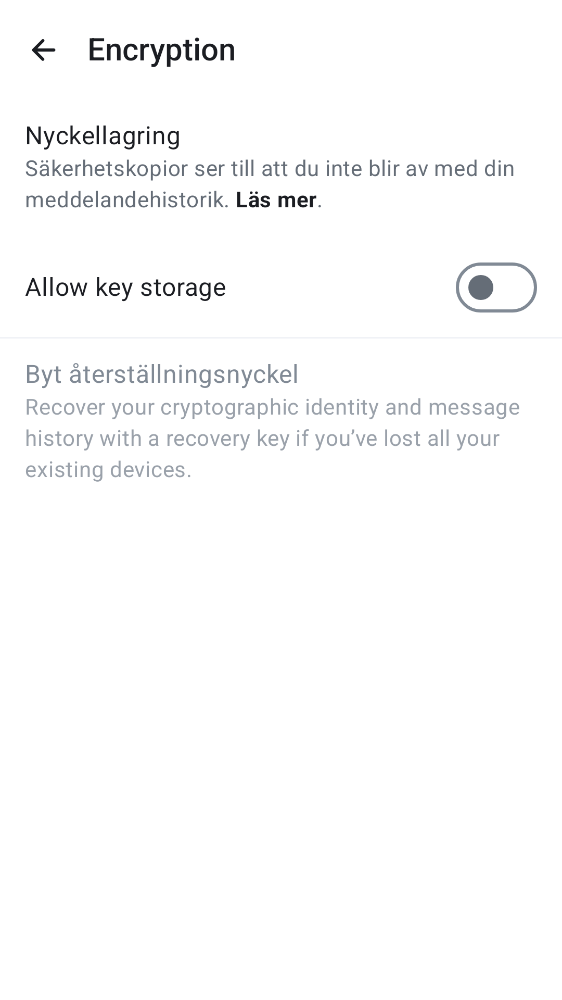 Encryption
Nyckellagring
Säkerhetskopior ser till att du inte blir av med din
meddelandehistorik. Läs mer.
Allow key storage
Byt återställningsnyckel
Recover your cryptographic identity and message
history with a recovery key if you’ve lost all your
existing devices.